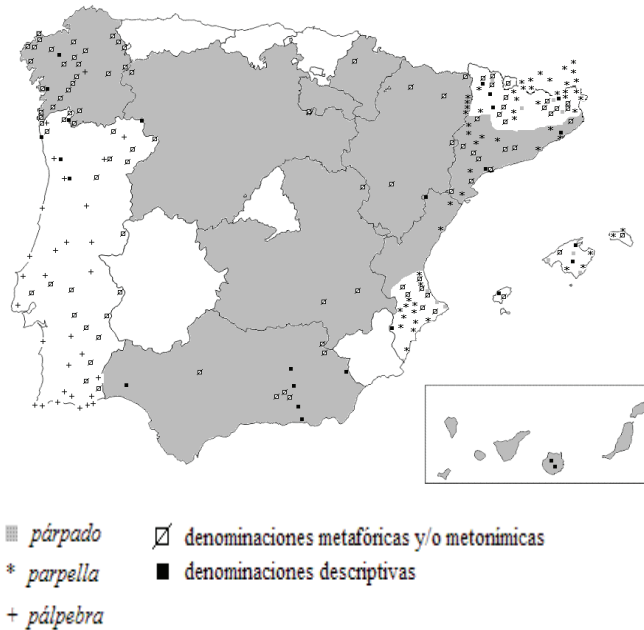 párpado
parpella
pálpebra
denominaciones metafóricas y/o metonímicas
denominaciones descriptivas